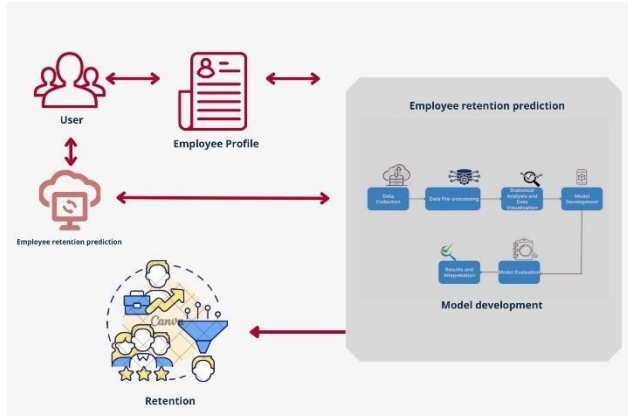 Employee retention prediction
User
Employee Profile
Data
Collection
Data Pre-processing
Statistical
Analysis and
Data
Visualization
Model
Development
Employee retention prediction
Results and
Model Evaluation
Model development
Canva
Retention